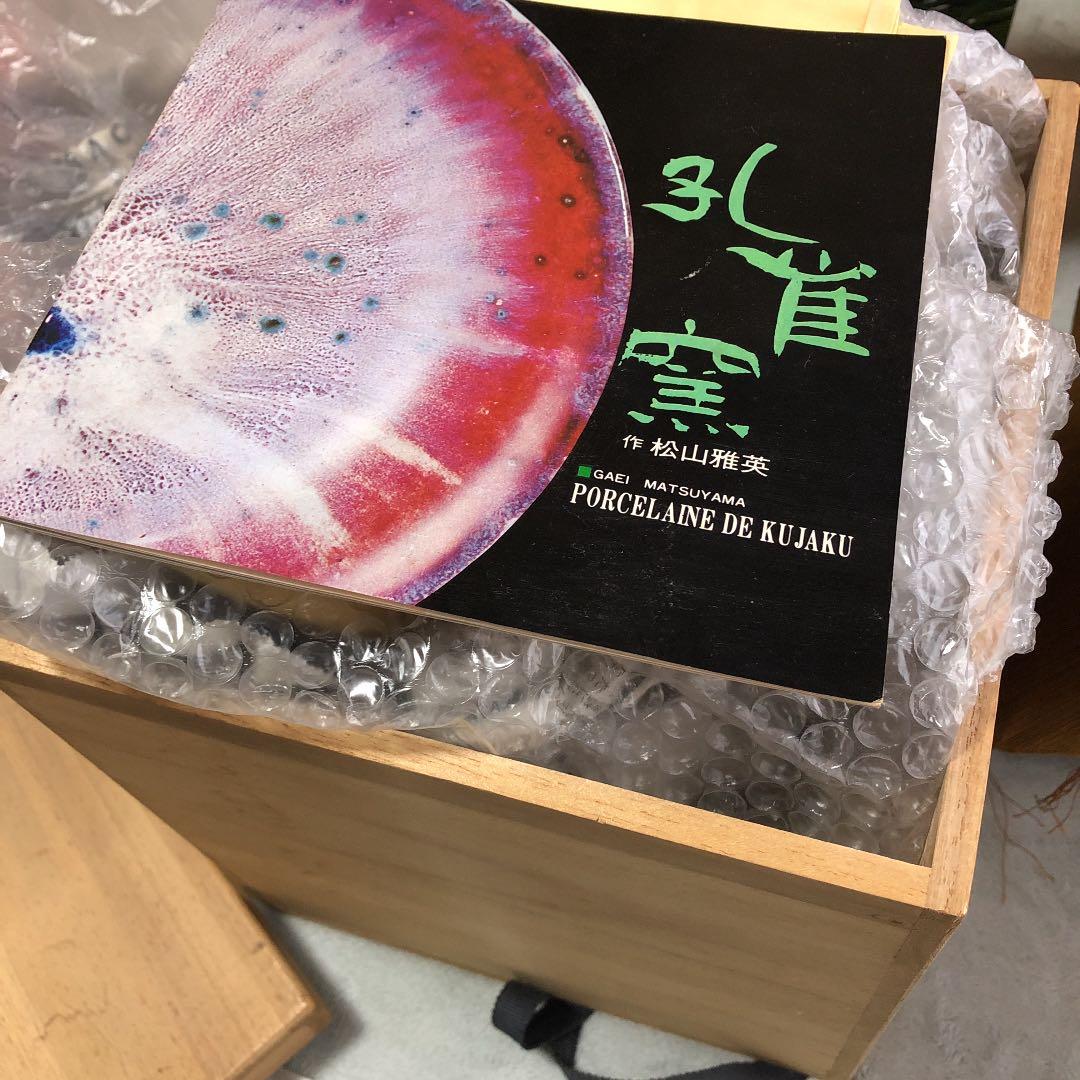 孔雀
窯
作 松山雅英
GAEI MATSUYAMA
PORCELAINE DE KUJAKU